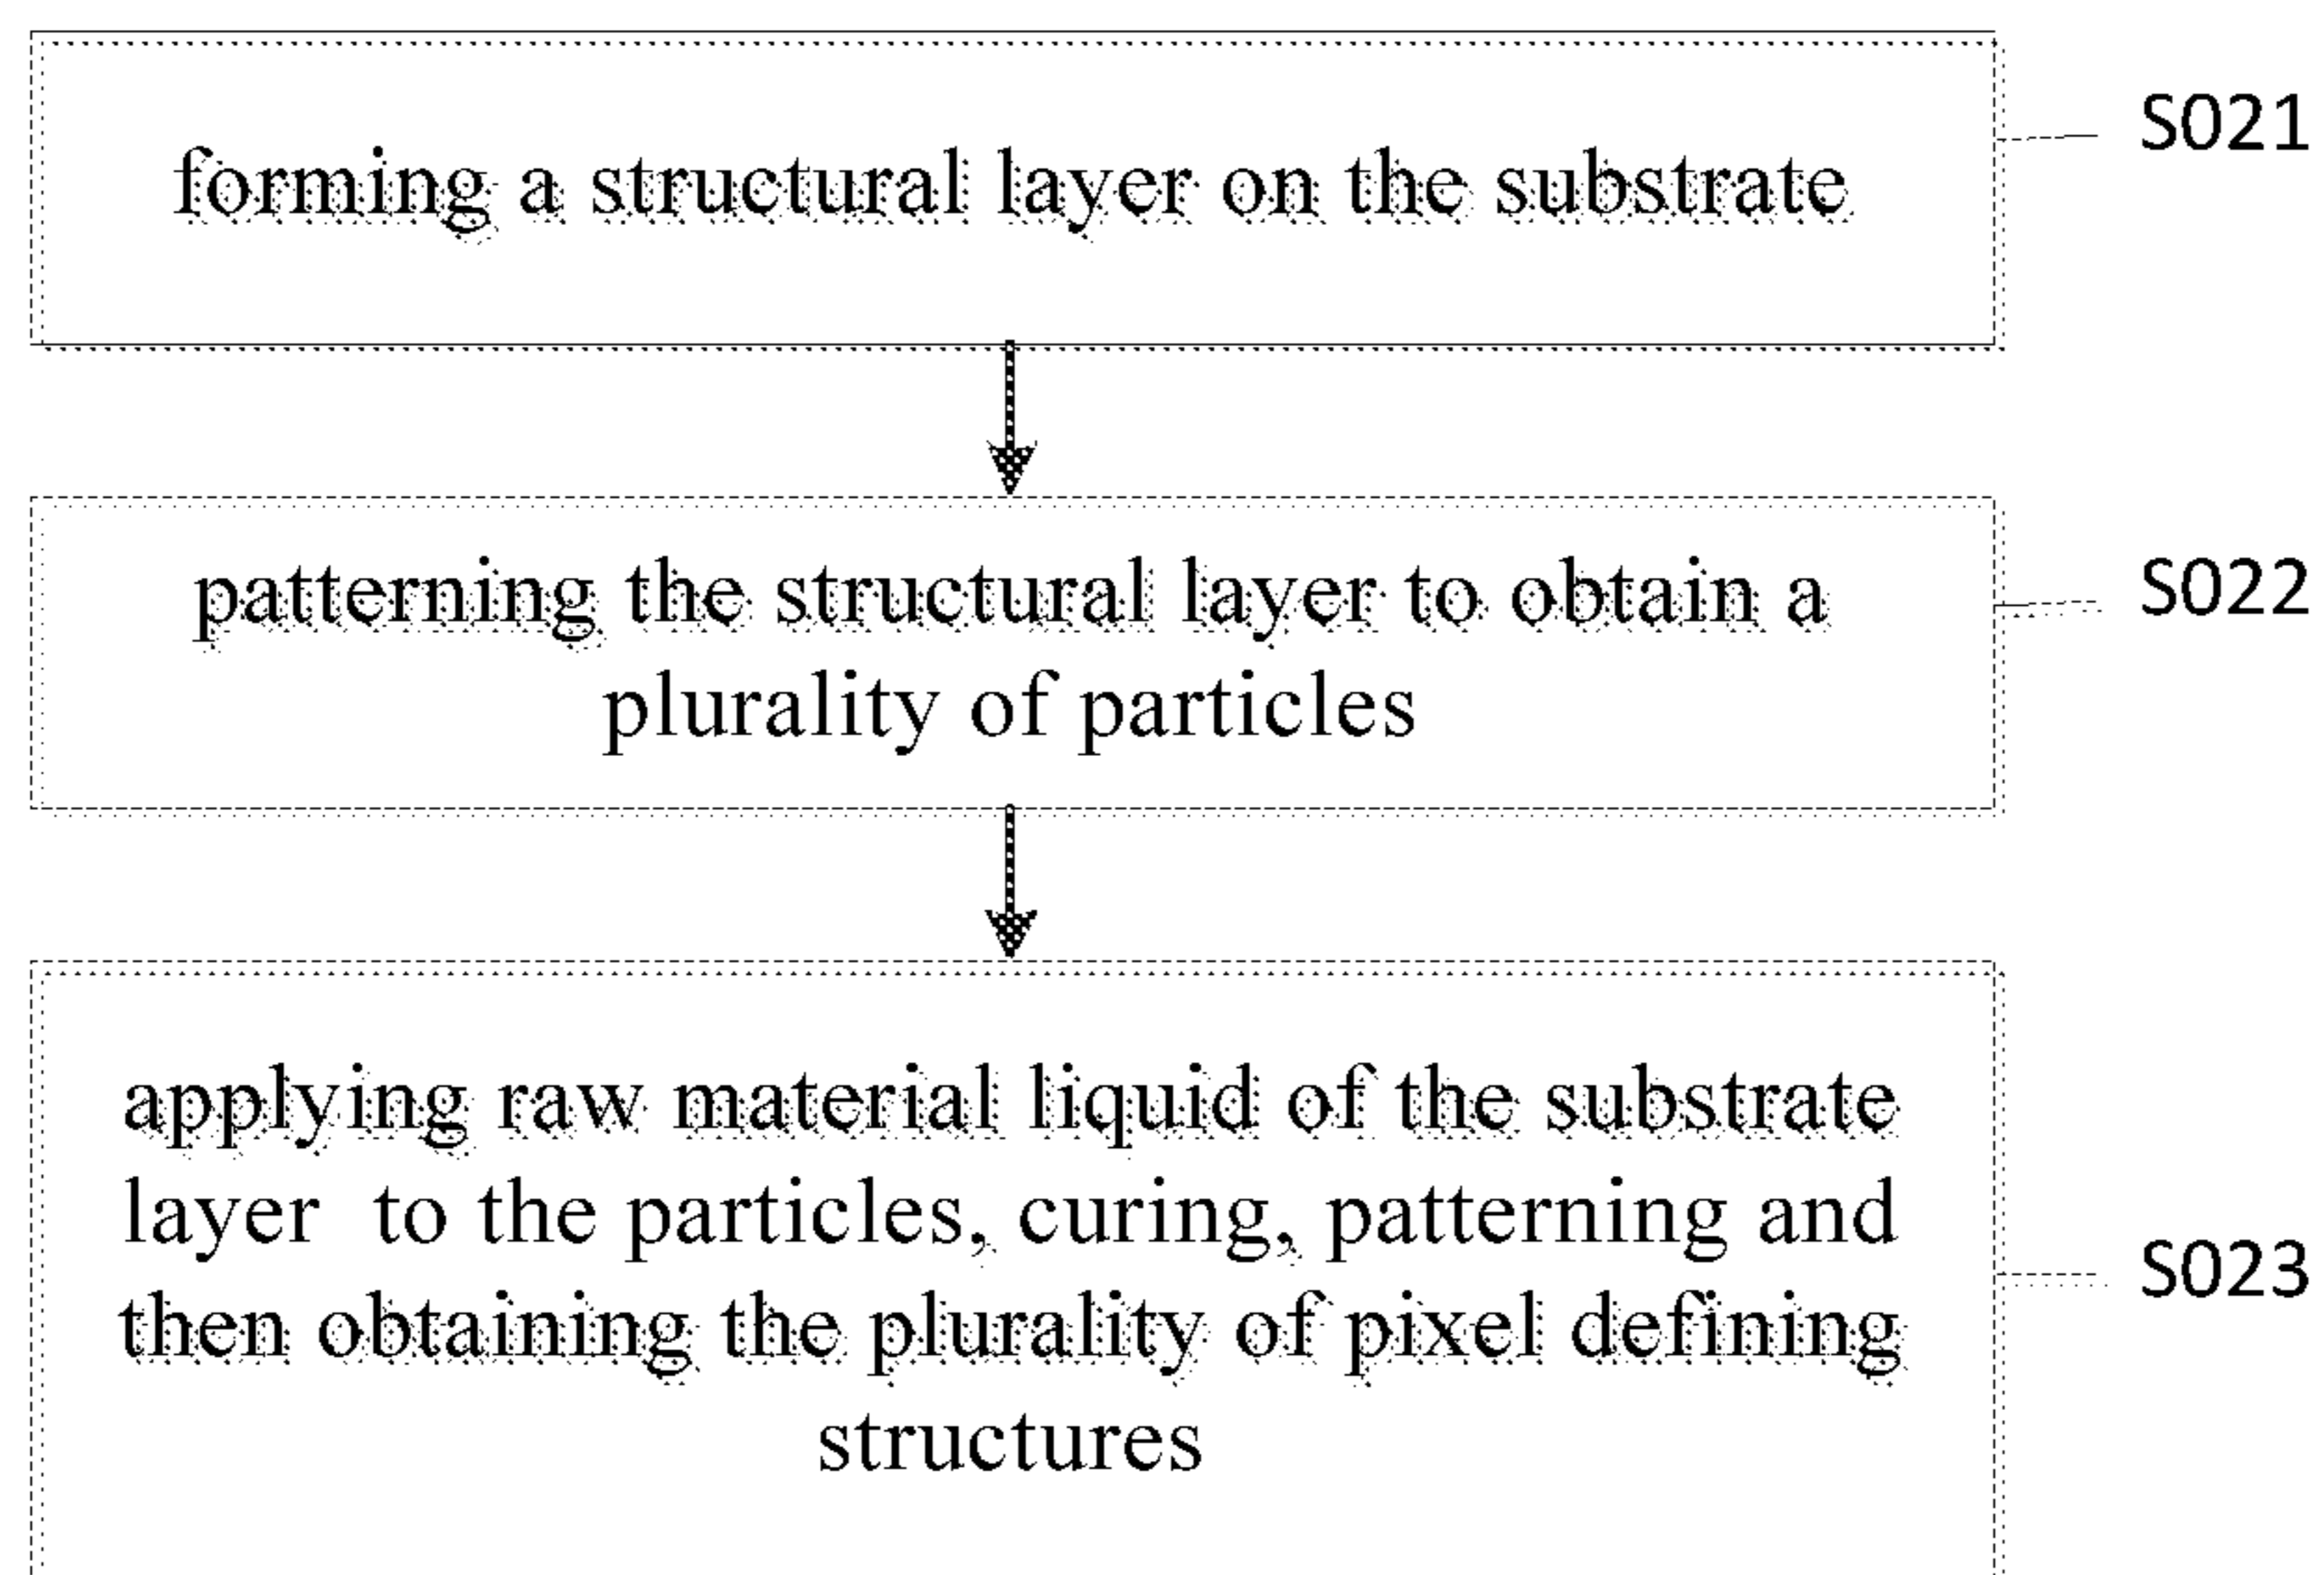 forming a structural layer on the substrate
S021
patterning the structural layer to obtain a
plurality of particles
S022
applying raw material liquid of the substrate
layer to the particles, curing, patterning and
then obtaining the plurality of pixel defining
structures
S023